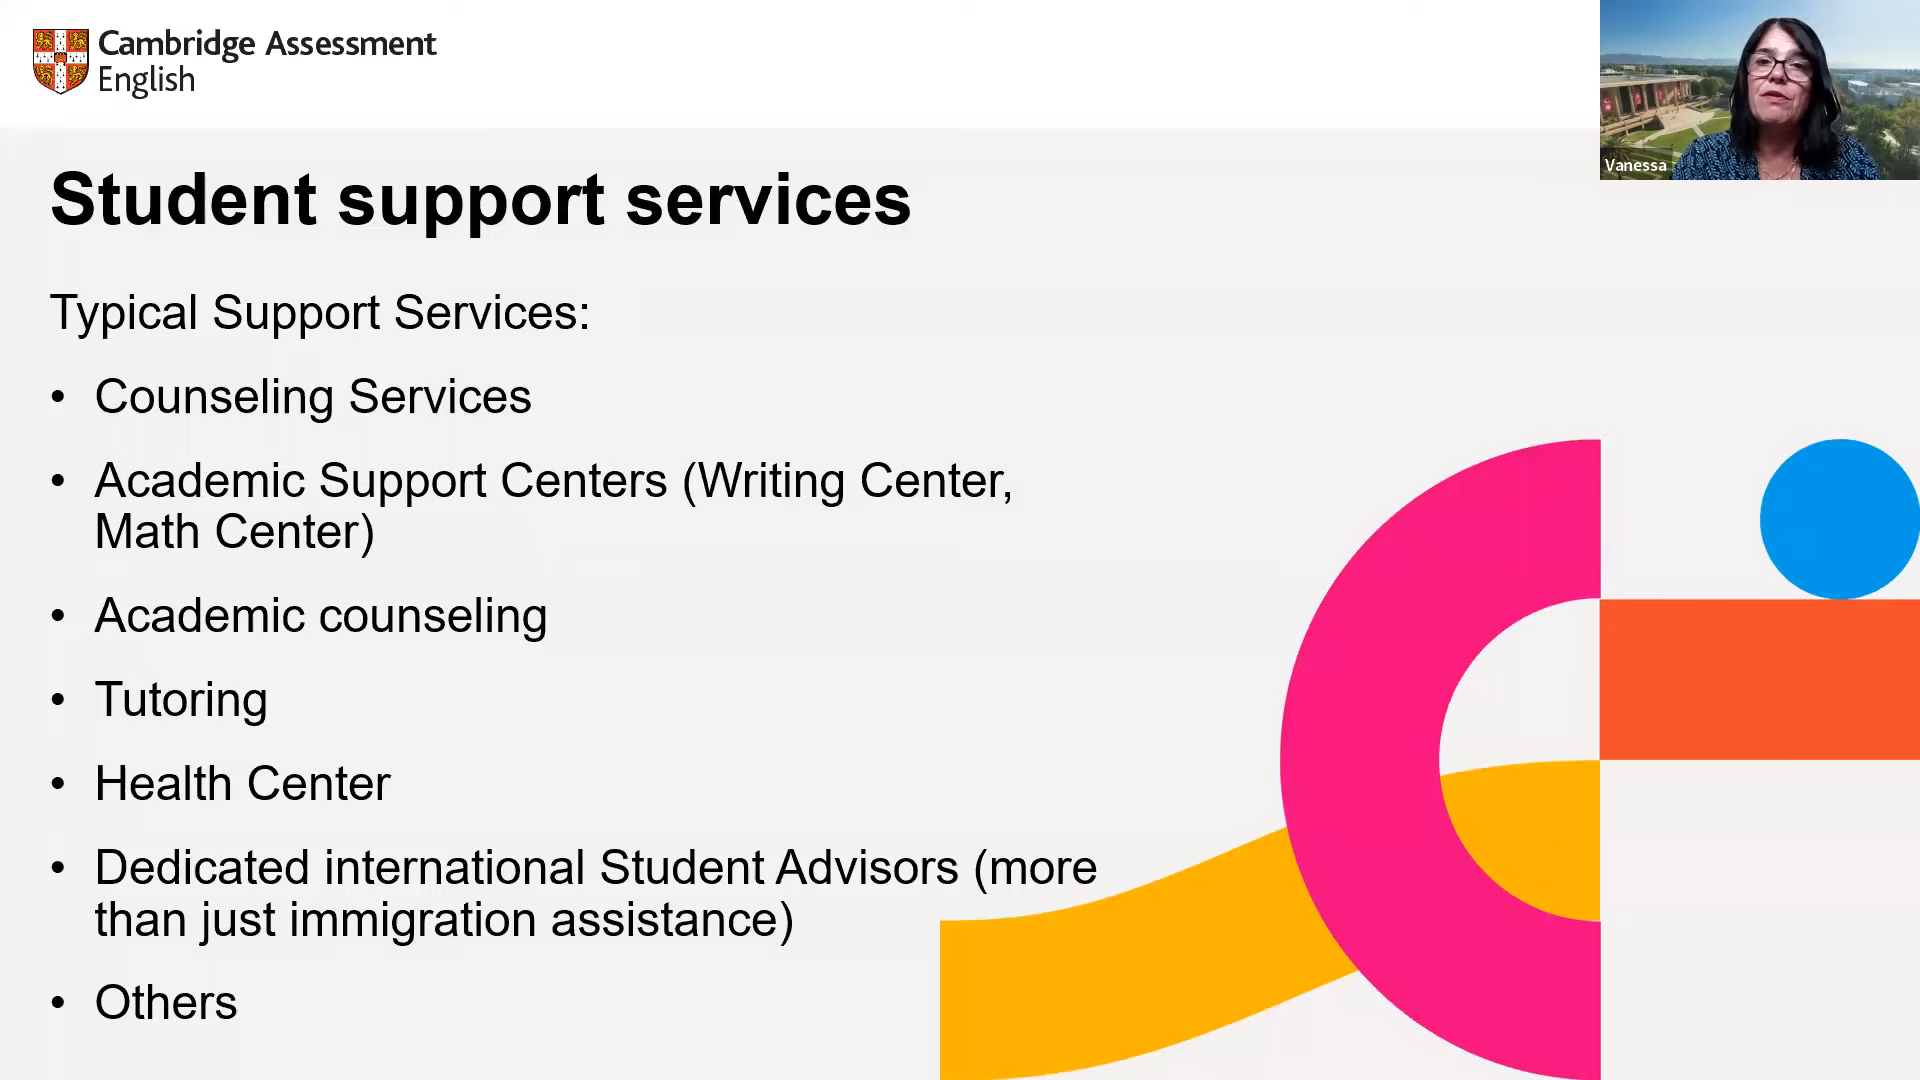 Cambridge Assessment
English
Vanessa
Student support services
Typical Support Services:
• Counseling Services
• Academic Support Centers (Writing Center,
Math Center)
• Academic counseling
• Tutoring
• Health Center
• Dedicated international Student Advisors (more
than just immigration assistance)
• Others